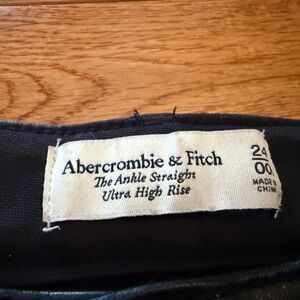 Abercrombie & Fitch
The Ankle Straight
Ultra High Rise
24
00
MADE IN
CHINA